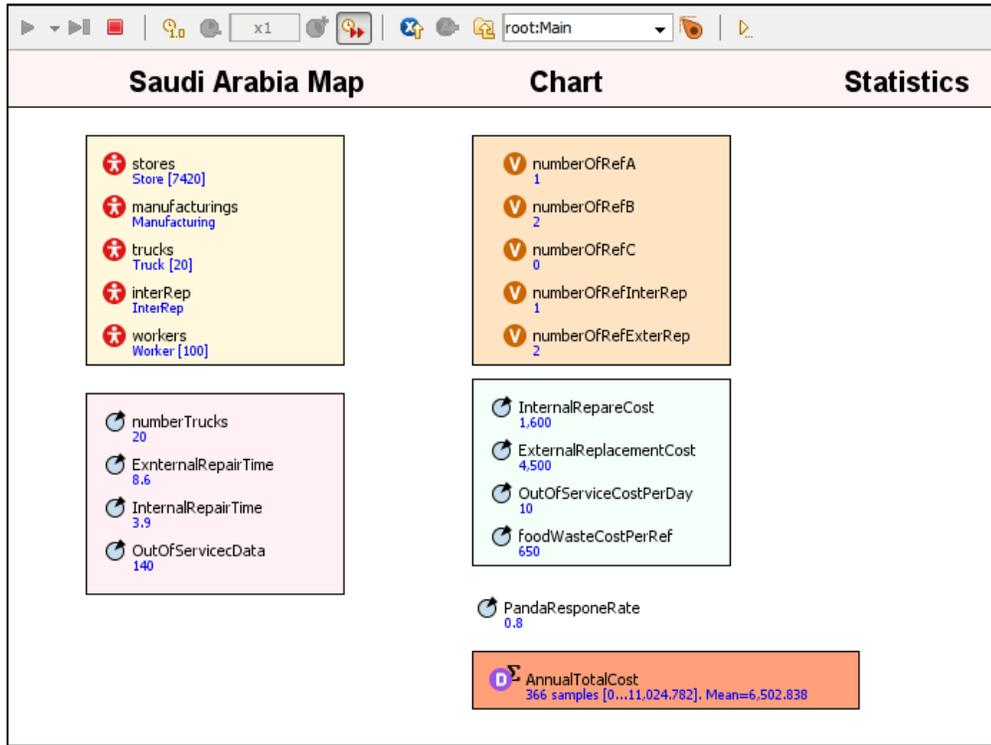 1.0
x1
root:Main
Saudi Arabia Map
Chart
Statistics
stores
Store [7420]
manufacturings
Manufacturing
trucks
Truck [20]
interRep
InterRep
workers
Worker [100]
numberTrucks
20
ExnternalRepairTime
8.6
InternalRepairTime
3.9
OutOfServicecData
140
V numberOfRefA
1
V numberOfRefB
2
V numberOfRefC
0
V numberOfRefInterRep
1
V numberOfRefExterRep
2
InternalRepareCost
1,600
ExternalReplacementCost
4,500
OutOfServiceCostPerDay
10
foodWasteCostPerRef
650
PandaResponeRate
0.8
D Σ AnnualTotalCost
366 samples [0...11,024.782]. Mean=6,502.838